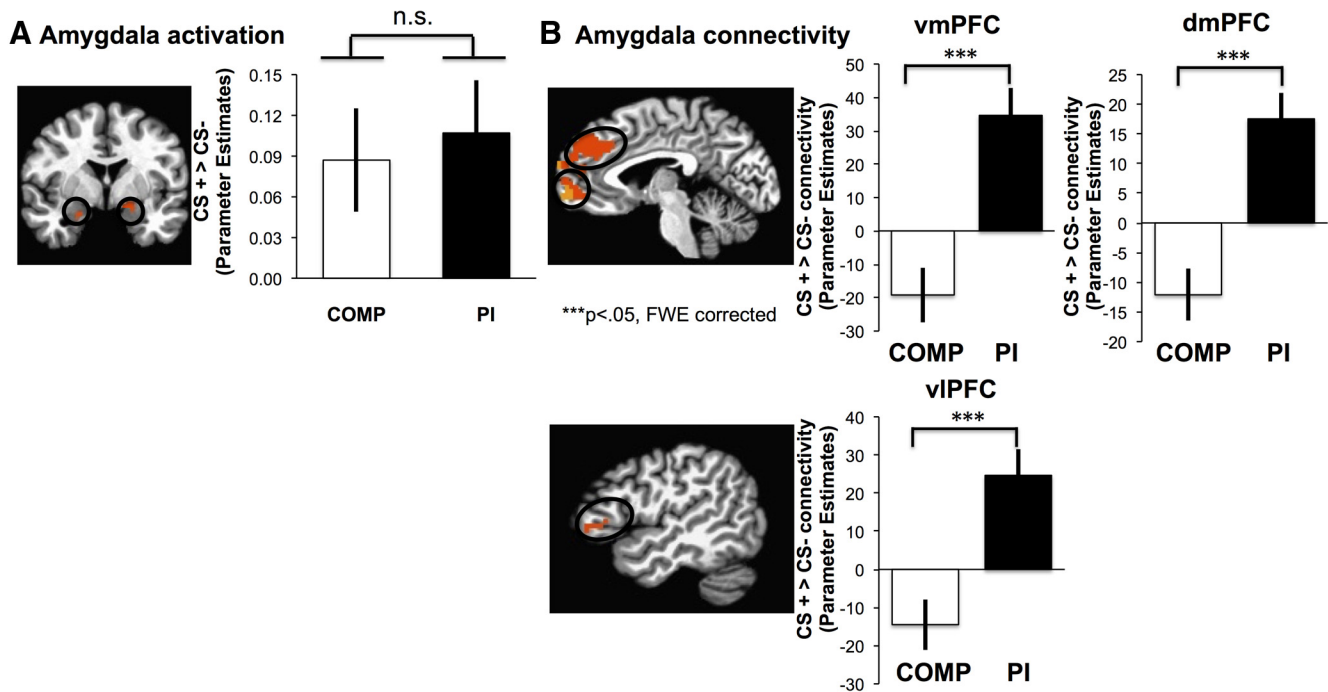 A Amygdala activation
n.s.
CS + > CS-
(Parameter Estimates)
0.15
0.12
0.09
0.06
0.03
0.00
COMP
PI
B Amygdala connectivity
***p<.05, FWE corrected
vmPFC
***
CS + > CS- connectivity
(Parameter Estimates)
50
40
30
20
10
0
-10
-20
-30
COMP
PI
dmPFC
***
CS + > CS- connectivity
(Parameter Estimates)
25
20
15
10
5
0
-5
-10
-15
-20
COMP
PI
vlPFC
***
CS + > CS- connectivity
(Parameter Estimates)
40
30
20
10
0
-10
-20
-30
COMP
PI